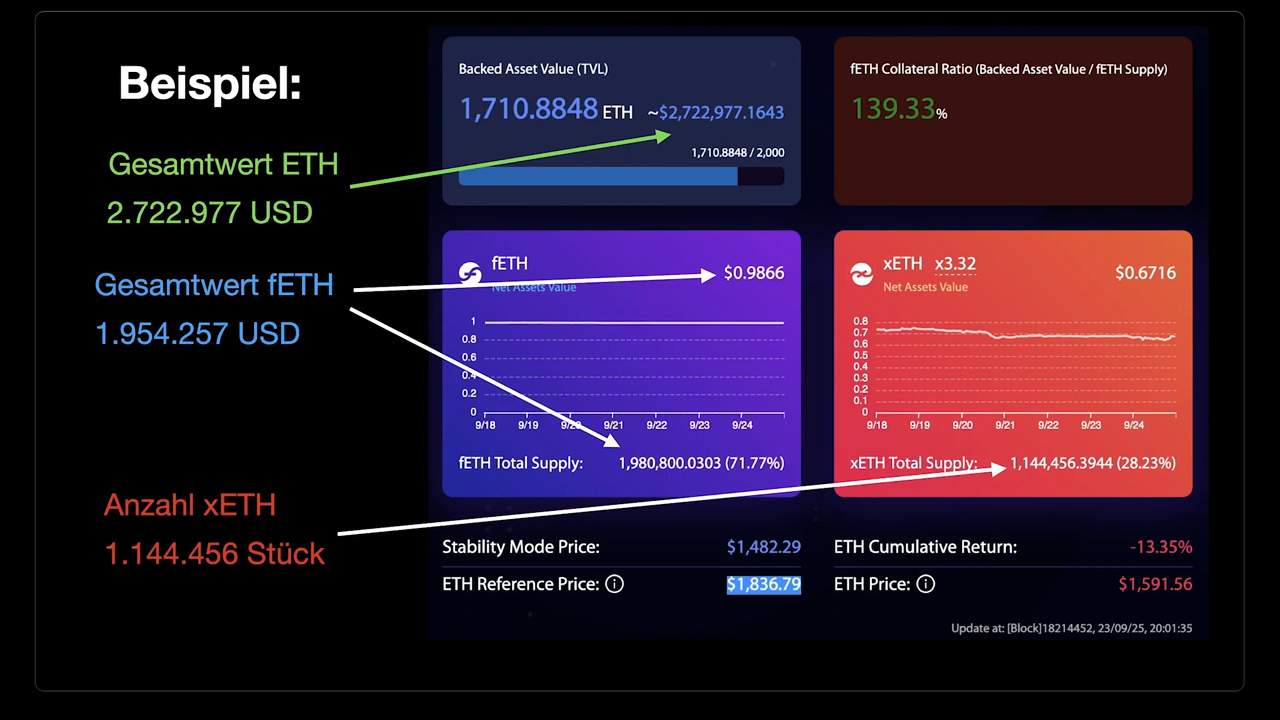 Beispiel:
Gesamtwert ETH
2.722.977 USD
Gesamtwert fETH
1.954.257 USD
Anzahl xETH
1.144.456 Stück
Backed Asset Value (TVL)
1,710.8848 ETH ~$2,722,977.1643
1,710.8848 / 2,000
fETH Collateral Ratio (Backed Asset Value / fETH Supply)
139.33%
fETH
$0.9866
Net Assets Value
1
0.8
0.6
0.4
0.2
0
9/18 9/19 9/20 9/21 9/22 9/23 9/24
fETH Total Supply: 1,980,800.0303 (71.77%)
xETH x3.32
$0.6716
Net Assets Value
0.8
0.7
0.6
0.5
0.4
0.3
0.2
0.1
0
9/18 9/19 9/20 9/21 9/22 9/23 9/24
xETH Total Supply: 1,144,456.3944 (28.23%)
Stability Mode Price: $1,482.29
ETH Reference Price: $1,836.79
ETH Cumulative Return: -13.35%
ETH Price: $1,591.56
Update at: [Block]18214452, 23/09/25, 20:01:35